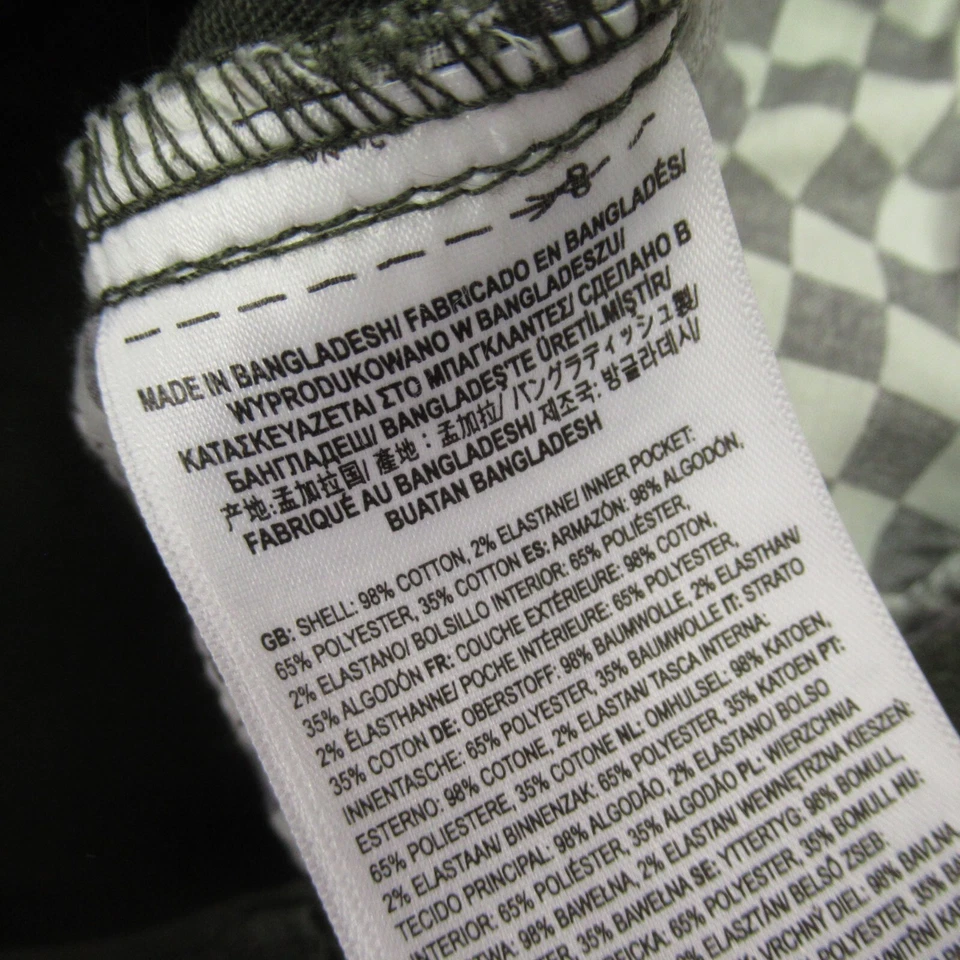 MADE IN BANGLADESH/ FABRICADO EN BANGLADÉS/
WYPRODUKOWANO W BANGLADESZU/
ΚΑΤΑΣΚΕΥΑΖΕΤΑΙ ΣΤΟ ΜΠΑΓΚΛΑΝΤΕΣ/ СДЕЛАНО В
БАНГЛАДЕШ/ BANGLADEŞ'TE ÜRETİLMİŞTİR/
产地:孟加拉国/ 產地:孟加拉/ バングラディッシュ製/
FABRIQUÉ AU BANGLADESH/ 제조국: 방글라데시/
BUATAN BANGLADESH
GB: SHELL: 98% COTTON, 2% ELASTANE/ INNER POCKET:
65% POLYESTER, 35% COTTON ES: ARMAZÓN: 98% ALGODÓN,
2% ELASTANO/ BOLSILLO INTERIOR: 65% POLIÉSTER,
35% ALGODÓN FR: COUCHE EXTÉRIEURE: 98% COTON,
2% ÉLASTHANNE/ POCHE INTÉRIEURE: 65% POLYESTER,
35% COTON DE: OBERSTOFF: 98% BAUMWOLLE, 2% ELASTHAN/
INNENTASCHE: 65% POLYESTER, 35% BAUMWOLLE IT: STRATO
ESTERNO: 98% COTONE, 2% ELASTAN/ TASCA INTERNA:
65% POLIESTERE, 35% COTONE NL: OMHULSEL: 98% KATOEN,
2% ELASTAAN/ BINNENZAK: 65% POLYESTER, 35% KATOEN PT:
TECIDO PRINCIPAL: 98% ALGODÃO, 2% ELASTANO/ BOLSO
INTERIOR: 65% POLIÉSTER, 35% ALGODÃO PL: WIERZCHNIA
98% BAWEŁNA, 2% ELASTAN/ WEWNĘTRZNA KIESZEŃ:
35% BAWEŁNA SE: YTTERTYG: 98% BOMULL,
65% POLYESTER, 35% BOMULL HU:
ELASZTÁN/ BELSŐ ZSEB:
VRCHNÝ DIEL: 98% BAVLNA
POLYESTER, 35%